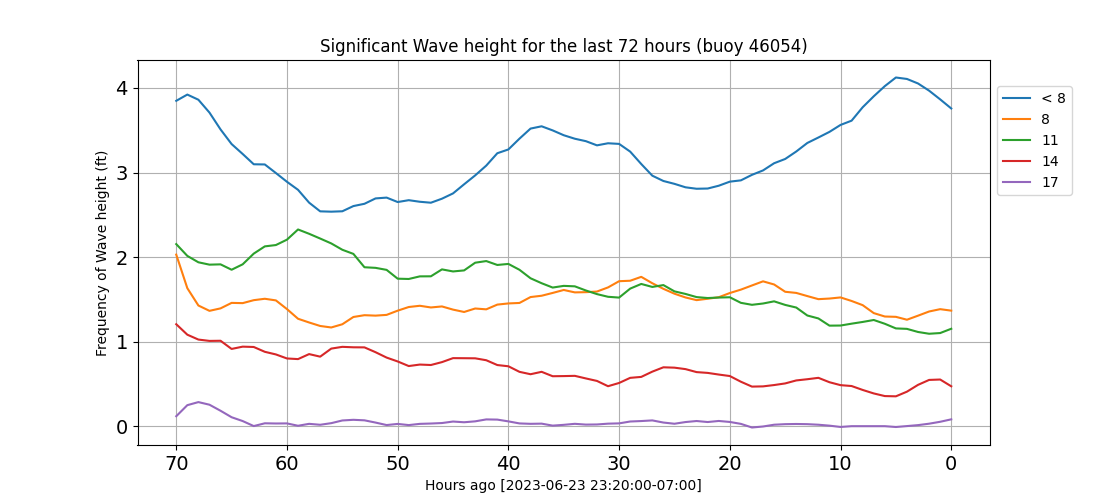 Significant Wave height for the last 72 hours (buoy 46054)
Frequency of Wave height (ft)
4
3
2
1
0
70 60 50 40 30 20 10 0
Hours ago [2023-06-23 23:20:00-07:00]
< 8
8
11
14
17